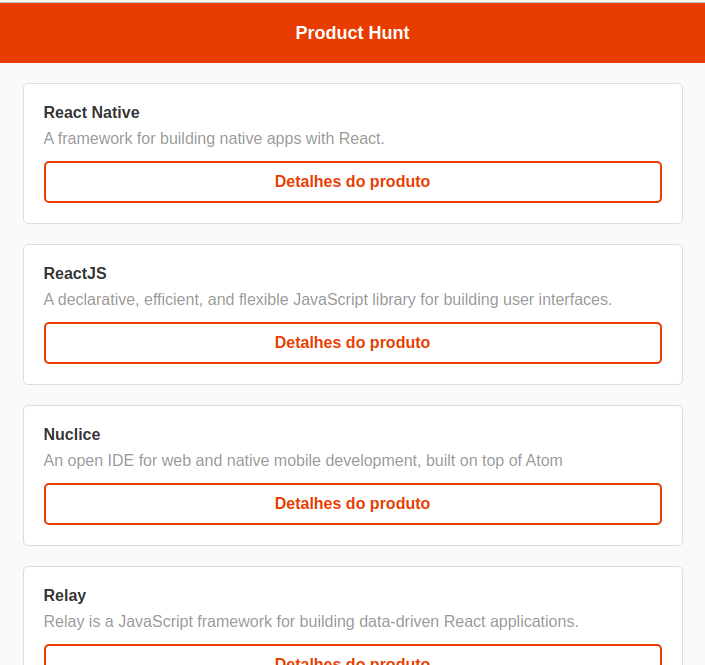 Product Hunt
React Native
A framework for building native apps with React.
Detalhes do produto
ReactJS
A declarative, efficient, and flexible JavaScript library for building user interfaces.
Detalhes do produto
Nuclice
An open IDE for web and native mobile development, built on top of Atom
Detalhes do produto
Relay
Relay is a JavaScript framework for building data-driven React applications.
Detalhes do produto